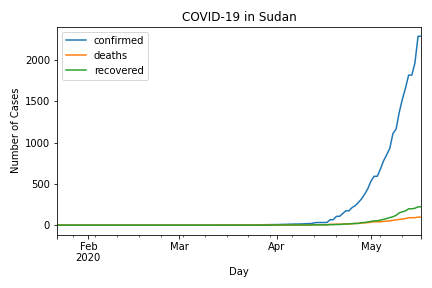 COVID-19 in Sudan
confirmed
deaths
recovered
Number of Cases
2000
1500
1000
500
0
Feb
2020
Mar
Apr
May
Day